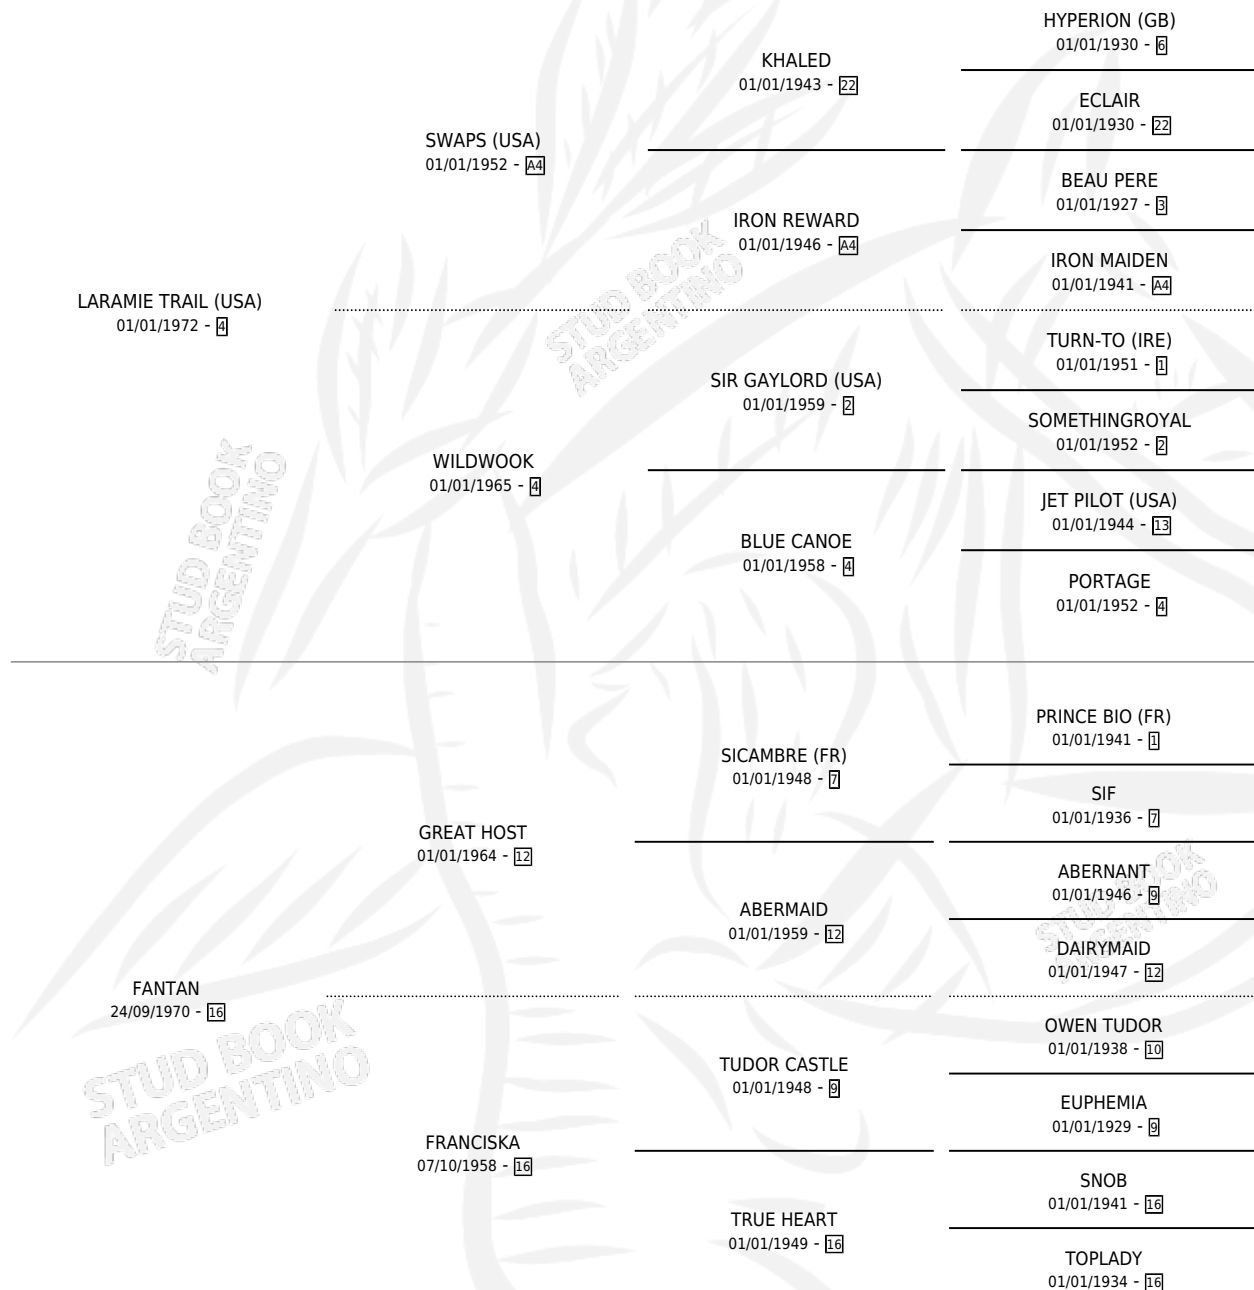 HYPERION (GB)
01/01/1930 - 6
KHALED
01/01/1943 - 22
ECLAIR
01/01/1930 - 22
SWAPS (USA)
01/01/1952 - A4
BEAU PERE
01/01/1927 - 3
IRON REWARD
01/01/1946 - A4
IRON MAIDEN
01/01/1941 - A4
LARAMIE TRAIL (USA)
01/01/1972 - 4
TURN-TO (IRE)
01/01/1951 - 1
SIR GAYLORD (USA)
01/01/1959 - 2
SOMETHINGROYAL
01/01/1952 - 2
WILDWOOK
01/01/1965 - 4
JET PILOT (USA)
01/01/1944 - 13
BLUE CANOE
01/01/1958 - 4
PORTAGE
01/01/1952 - 4
PRINCE BIO (FR)
01/01/1941 - 1
SICAMBRE (FR)
01/01/1948 - 7
SIF
01/01/1936 - 7
GREAT HOST
01/01/1964 - 12
ABERNANT
01/01/1946 - 9
ABERMAID
01/01/1959 - 12
DAIRYMAID
01/01/1947 - 12
FANTAN
24/09/1970 - 16
OWEN TUDOR
01/01/1938 - 10
TUDOR CASTLE
01/01/1948 - 9
EUPHEMIA
01/01/1929 - 9
FRANCISKA
07/10/1958 - 16
SNOB
01/01/1941 - 16
TRUE HEART
01/01/1949 - 16
TOPLADY
01/01/1934 - 16
STUD BOOK
ARGENTINO
STUD BOOK
ARGENTINO
STUD BOOK
ARGENTINO
STUD BOOK
ARGENTINO